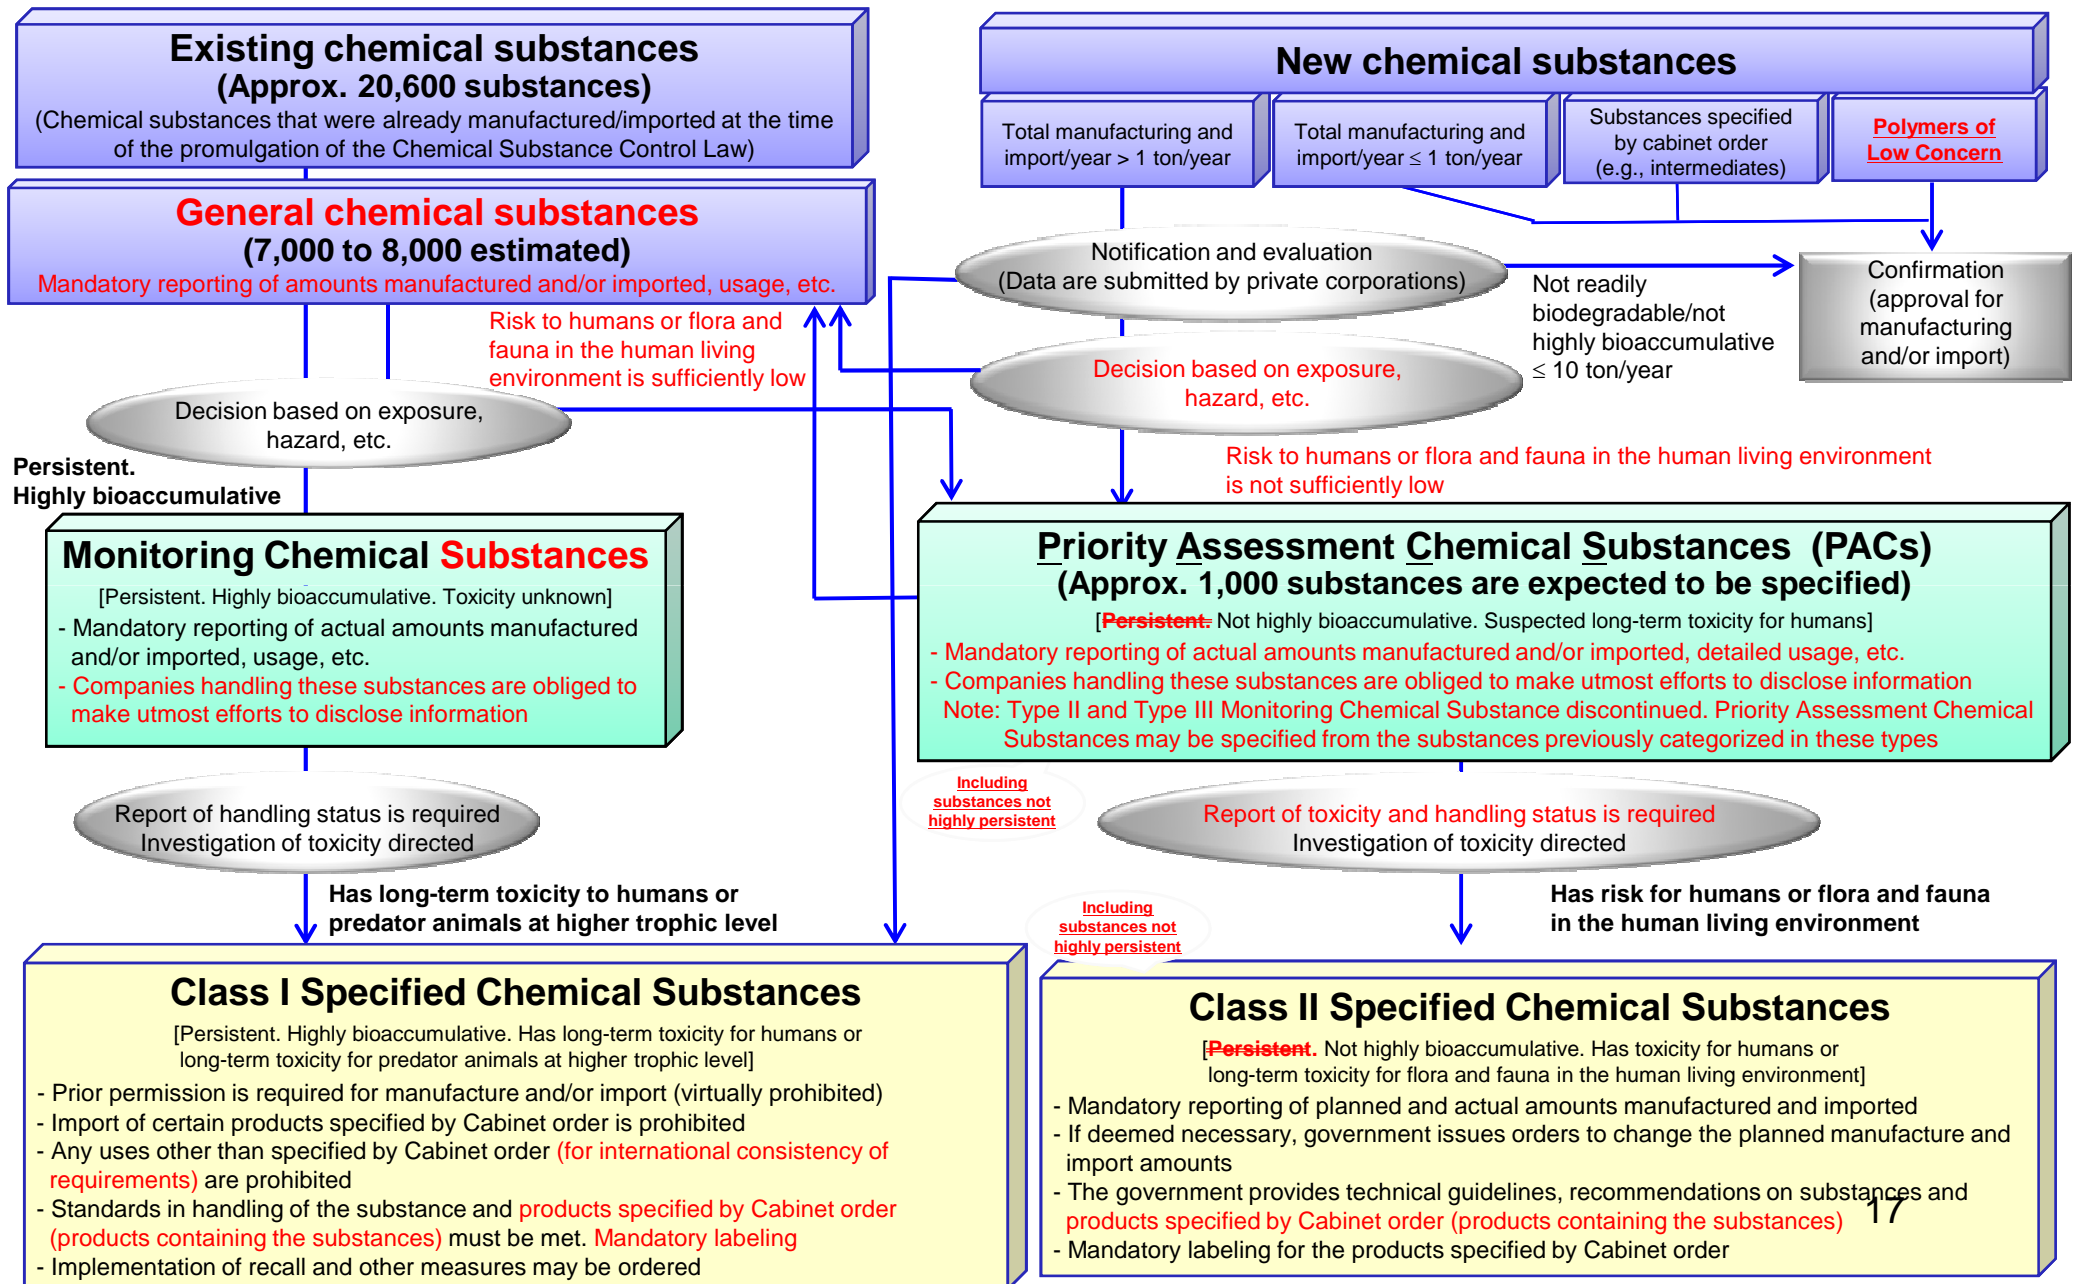 Existing chemical substances
(Approx. 20,600 substances)
(Chemical substances that were already manufactured/imported at the time
of the promulgation of the Chemical Substance Control Law)
General chemical substances
(7,000 to 8,000 estimated)
Mandatory reporting of amounts manufactured and/or imported, usage, etc.
New chemical substances
Total manufacturing and
import/year > 1 ton/year
Total manufacturing and
import/year ≤ 1 ton/year
Substances specified
by cabinet order
(e.g., intermediates)
Polymers of
Low Concern
Notification and evaluation
(Data are submitted by private corporations)
Not readily
biodegradable/not
highly bioaccumulative
≤ 10 ton/year
Confirmation
(approval for
manufacturing
and/or import)
Risk to humans or flora and
fauna in the human living
environment is sufficiently low
Decision based on exposure,
hazard, etc.
Decision based on exposure,
hazard, etc.
Persistent.
Highly bioaccumulative
Risk to humans or flora and fauna in the human living environment
is not sufficiently low
Monitoring Chemical Substances
[Persistent. Highly bioaccumulative. Toxicity unknown]
- Mandatory reporting of actual amounts manufactured
and/or imported, usage, etc.
- Companies handling these substances are obliged to
make utmost efforts to disclose information
Priority Assessment Chemical Substances (PACs)
(Approx. 1,000 substances are expected to be specified)
[Persistent. Not highly bioaccumulative. Suspected long-term toxicity for humans]
- Mandatory reporting of actual amounts manufactured and/or imported, detailed usage, etc.
- Companies handling these substances are obliged to make utmost efforts to disclose information
Note: Type II and Type III Monitoring Chemical Substance discontinued. Priority Assessment Chemical
Substances may be specified from the substances previously categorized in these types
Report of handling status is required
Investigation of toxicity directed
Including
substances not
highly persistent
Report of toxicity and handling status is required
Investigation of toxicity directed
Has long-term toxicity to humans or
predator animals at higher trophic level
Including
substances not
highly persistent
Has risk for humans or flora and fauna
in the human living environment
Class I Specified Chemical Substances
[Persistent. Highly bioaccumulative. Has long-term toxicity for humans or
long-term toxicity for predator animals at higher trophic level]
- Prior permission is required for manufacture and/or import (virtually prohibited)
- Import of certain products specified by Cabinet order is prohibited
- Any uses other than specified by Cabinet order (for international consistency of
requirements) are prohibited
- Standards in handling of the substance and products specified by Cabinet order
(products containing the substances) must be met. Mandatory labeling
- Implementation of recall and other measures may be ordered
Class II Specified Chemical Substances
[Persistent. Not highly bioaccumulative. Has toxicity for humans or
long-term toxicity for flora and fauna in the human living environment]
- Mandatory reporting of planned and actual amounts manufactured and imported
- If deemed necessary, government issues orders to change the planned manufacture and
import amounts
- The government provides technical guidelines, recommendations on substances and
products specified by Cabinet order (products containing the substances)
- Mandatory labeling for the products specified by Cabinet order
17